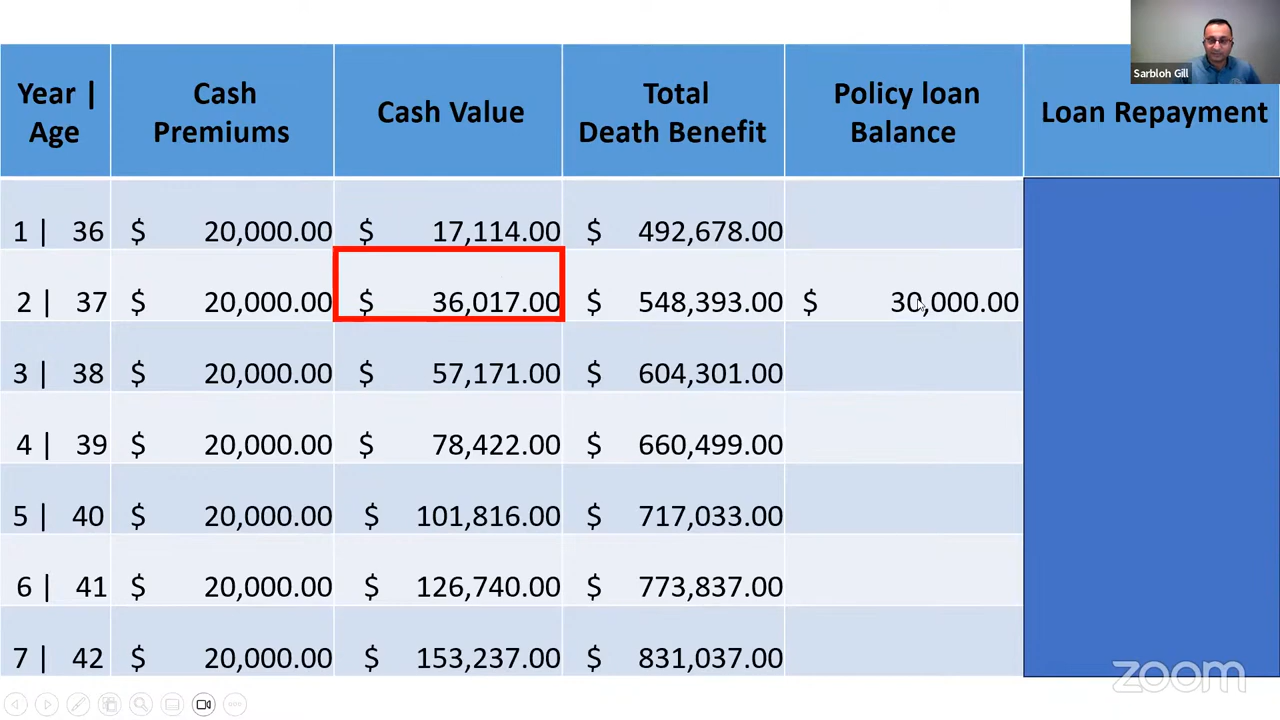 Sarbloh Gill
Year | Age
Cash Premiums
Cash Value
Total Death Benefit
Policy loan Balance
Loan Repayment
1 | 36 $ 20,000.00 $ 17,114.00 $ 492,678.00
2 | 37 $ 20,000.00 $ 36,017.00 $ 548,393.00 $ 30,000.00
3 | 38 $ 20,000.00 $ 57,171.00 $ 604,301.00
4 | 39 $ 20,000.00 $ 78,422.00 $ 660,499.00
5 | 40 $ 20,000.00 $ 101,816.00 $ 717,033.00
6 | 41 $ 20,000.00 $ 126,740.00 $ 773,837.00
7 | 42 $ 20,000.00 $ 153,237.00 $ 831,037.00
zoom